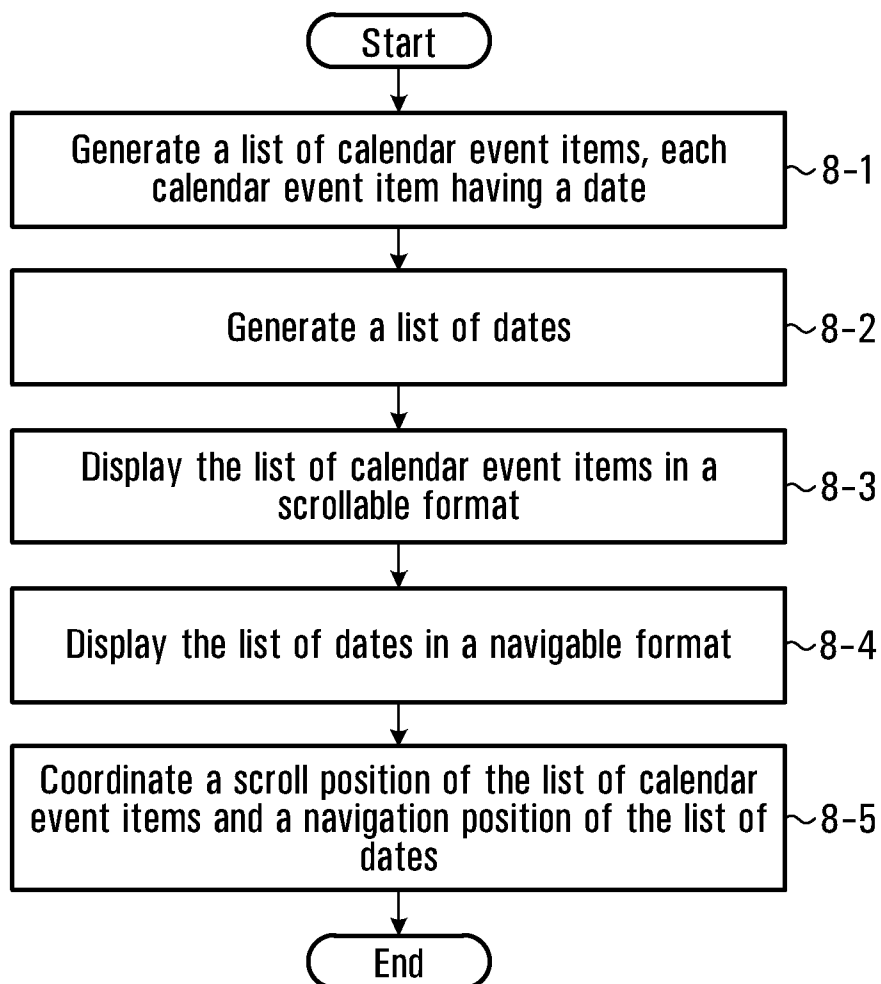 Start
Generate a list of calendar event items, each
calendar event item having a date
8-1
Generate a list of dates
8-2
Display the list of calendar event items in a
scrollable format
8-3
Display the list of dates in a navigable format
8-4
Coordinate a scroll position of the list of calendar
event items and a navigation position of the list of
dates
8-5
End